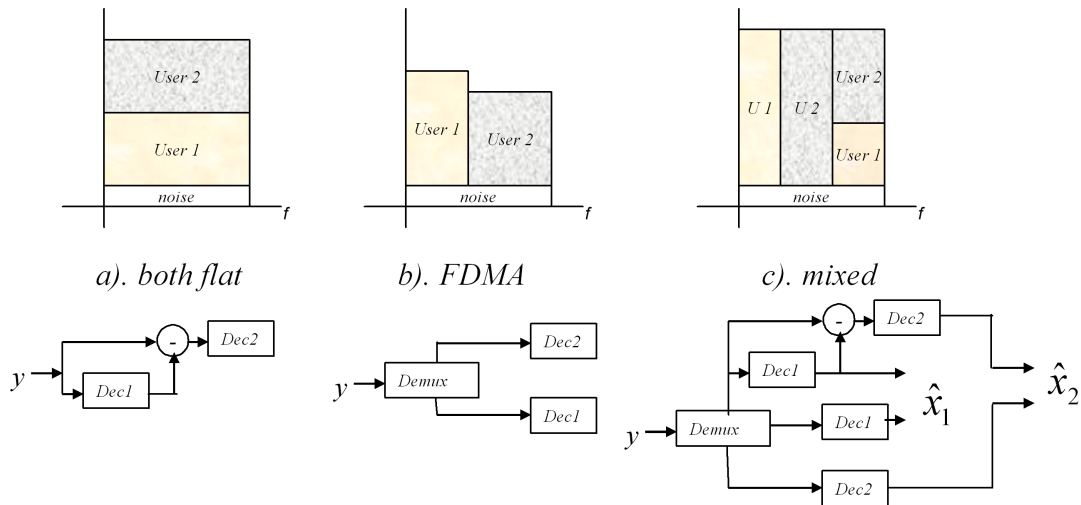 User 2
User 1
noise
f
User 1
User 2
noise
f
U 1
U 2
User 2
User 1
noise
f
a). both flat
b). FDMA
c). mixed
y
-
Dec2
Dec1
y
Demux
Dec2
Dec1
y
Demux
-
Dec2
Dec1
Dec1
Dec2
x̂₁
x̂₂